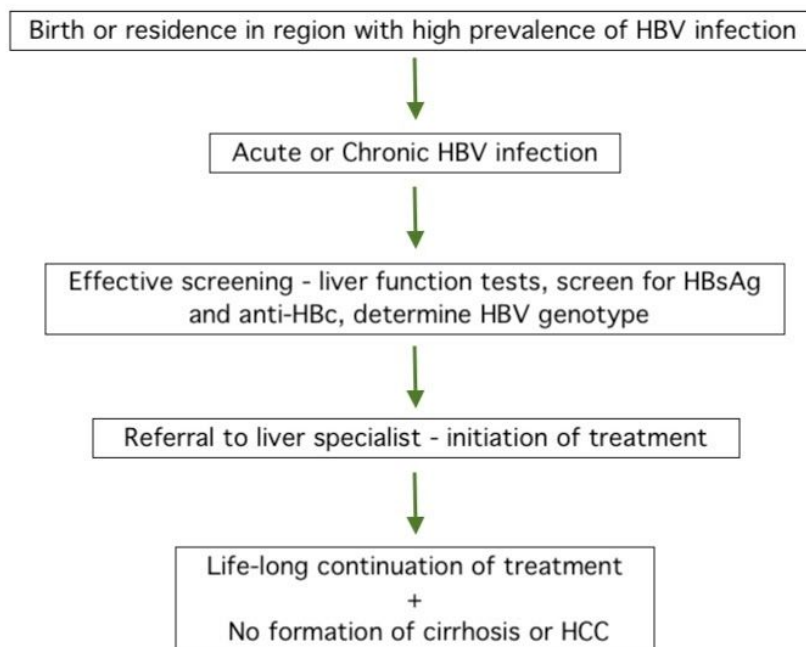 Birth or residence in region with high prevalence of HBV infection
Acute or Chronic HBV infection
Effective screening - liver function tests, screen for HBsAg
and anti-HBc, determine HBV genotype
Referral to liver specialist - initiation of treatment
Life-long continuation of treatment
+
No formation of cirrhosis or HCC